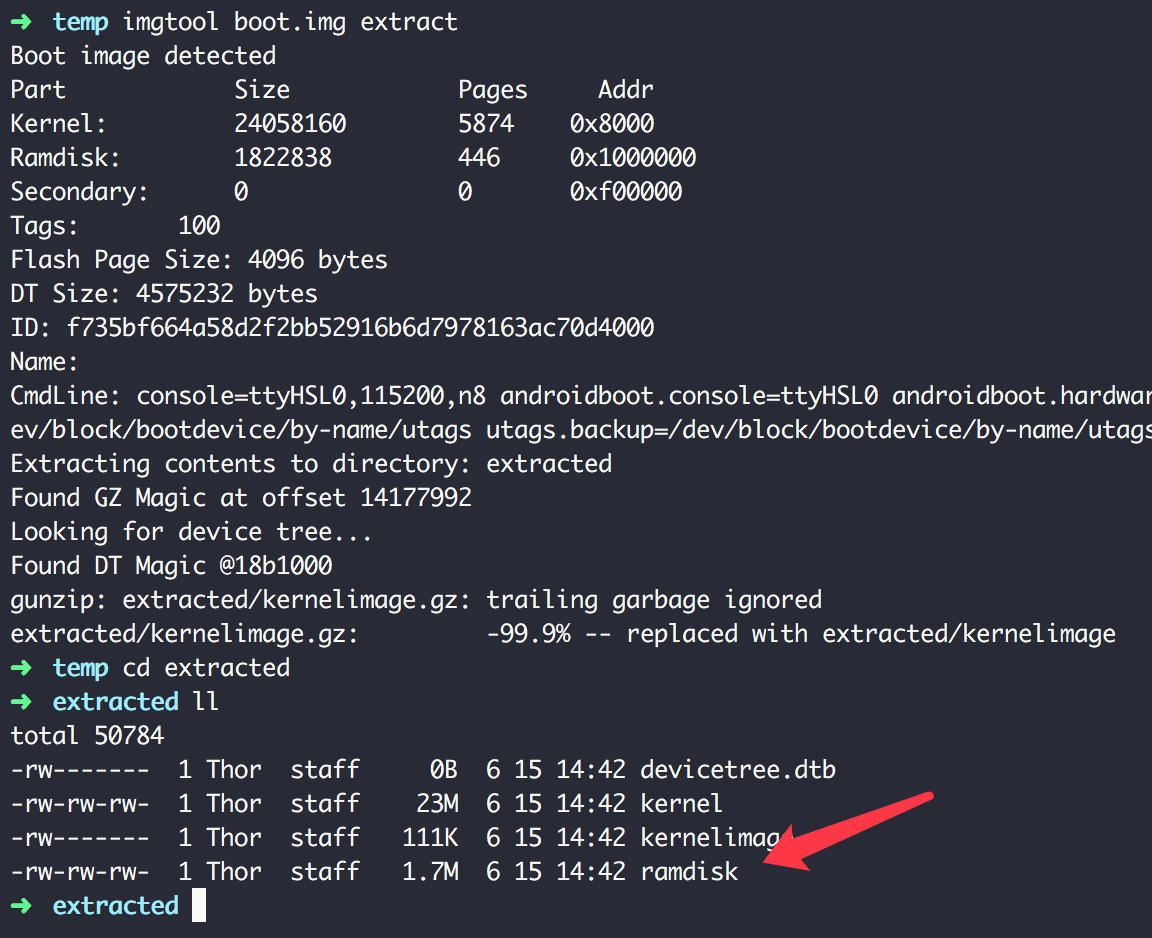 ➜ temp imgtool boot.img extract
Boot image detected
Part Size Pages Addr
Kernel: 24058160 5874 0x8000
Ramdisk: 1822838 446 0x1000000
Secondary: 0 0 0xf00000
Tags: 100
Flash Page Size: 4096 bytes
DT Size: 4575232 bytes
ID: f735bf664a58d2f2bb52916b6d7978163ac70d4000
Name:
CmdLine: console=ttyHSL0,115200,n8 androidboot.console=ttyHSL0 androidboot.hardwar
ev/block/bootdevice/by-name/utags utags.backup=/dev/block/bootdevice/by-name/utags
Extracting contents to directory: extracted
Found GZ Magic at offset 14177992
Looking for device tree...
Found DT Magic @18b1000
gunzip: extracted/kernelimage.gz: trailing garbage ignored
extracted/kernelimage.gz: -99.9% -- replaced with extracted/kernelimage
➜ temp cd extracted
➜ extracted ll
total 50784
-rw------- 1 Thor staff 0B 6 15 14:42 devicetree.dtb
-rw-rw-rw- 1 Thor staff 23M 6 15 14:42 kernel
-rw------- 1 Thor staff 111K 6 15 14:42 kernelimage
-rw-rw-rw- 1 Thor staff 1.7M 6 15 14:42 ramdisk
➜ extracted